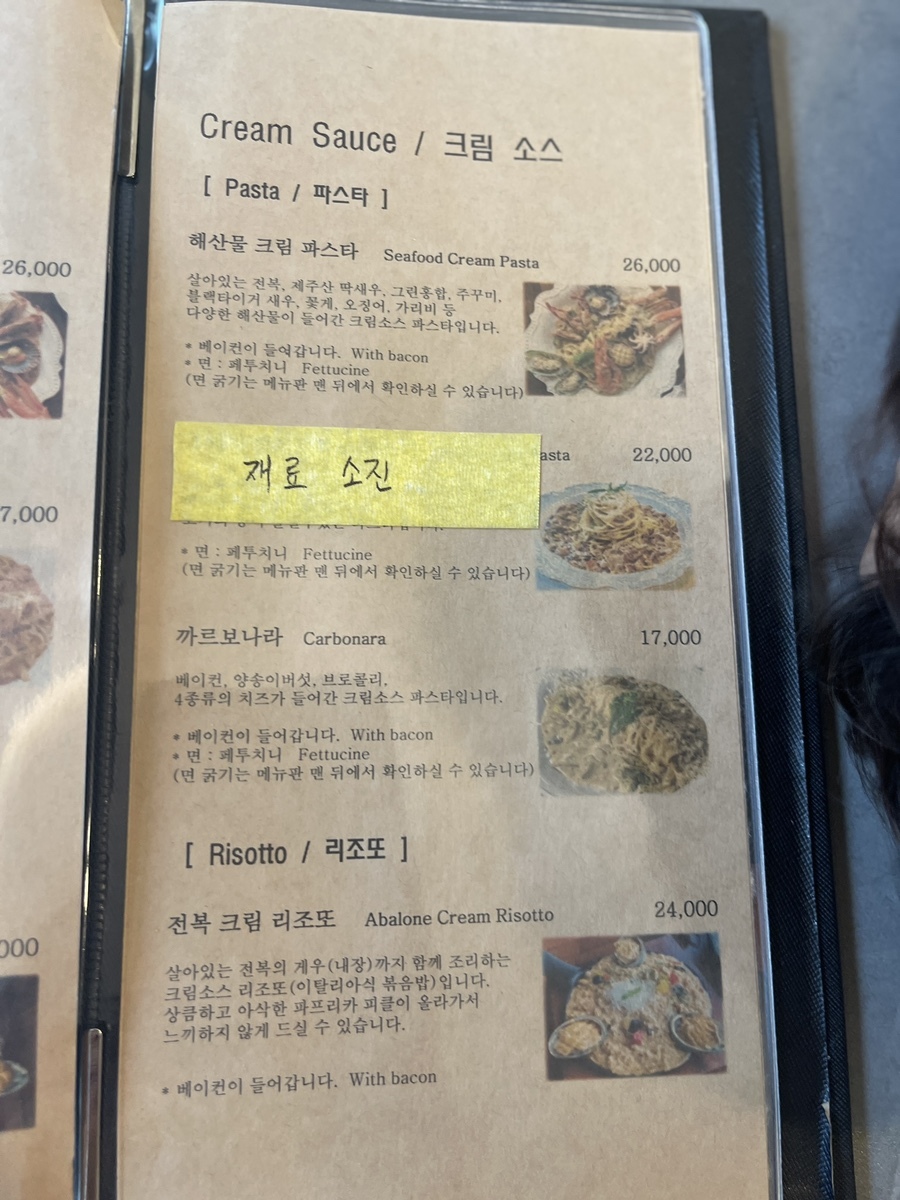 Cream Sauce / 크림 소스
[ Pasta / 파스타 ]
해산물 크림 파스타 Seafood Cream Pasta 26,000
살아있는 전복, 제주산 딱새우, 그린홍합, 주꾸미,
블랙타이거 새우, 꽃게, 오징어, 가리비 등
다양한 해산물이 들어간 크림소스 파스타입니다.
* 베이컨이 들어갑니다. With bacon
* 면 : 페투치니 Fettucine
(면 굵기는 메뉴판 맨 뒤에서 확인하실 수 있습니다)
재료 소진
asta 22,000
* 면 : 페투치니 Fettucine
(면 굵기는 메뉴판 맨 뒤에서 확인하실 수 있습니다)
까르보나라 Carbonara 17,000
베이컨, 양송이버섯, 브로콜리,
4종류의 치즈가 들어간 크림소스 파스타입니다.
* 베이컨이 들어갑니다. With bacon
* 면 : 페투치니 Fettucine
(면 굵기는 메뉴판 맨 뒤에서 확인하실 수 있습니다)
[ Risotto / 리조또 ]
전복 크림 리조또 Abalone Cream Risotto 24,000
살아있는 전복의 게우(내장)까지 함께 조리하는
크림소스 리조또(이탈리아식 볶음밥)입니다.
상큼하고 아삭한 파프리카 피클이 올라가서
느끼하지 않게 드실 수 있습니다.
* 베이컨이 들어갑니다. With bacon
26,000
7,000
000